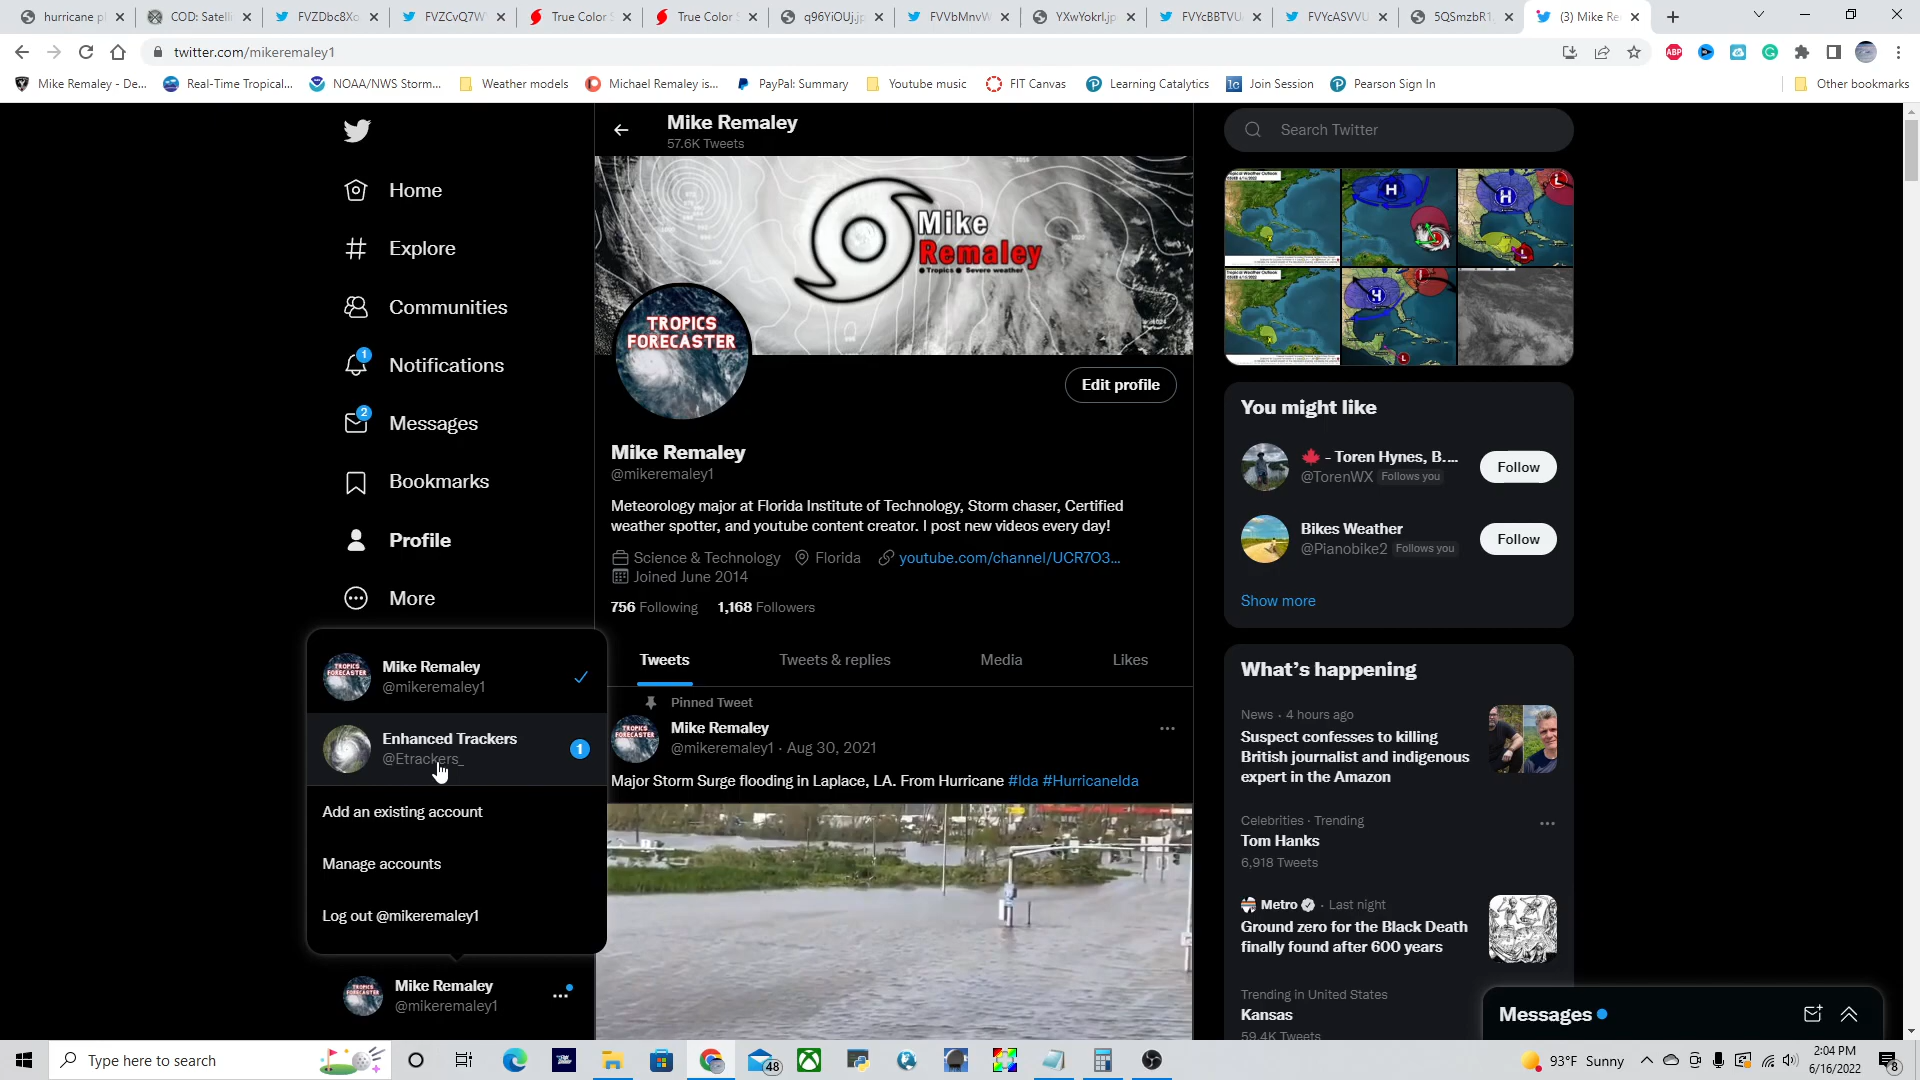 hurricane pl
COD: Satelli
FVZDbc8Xo
FVZCvQ7W
True Color S
True Color S
q96YiOUj.jp
FVVbMnvW
YXwYokrl.jp
FVYcBBTVU
FVYcASVVU
5QSmzbR1
(3) Mike Re
twitter.com/mikeremaley1
Mike Remaley - De...
Real-Time Tropical...
NOAA/NWS Storm...
Weather models
Michael Remaley is...
PayPal: Summary
Youtube music
FIT Canvas
Learning Catalytics
Join Session
Pearson Sign In
Other bookmarks
Home
Explore
Communities
1
Notifications
2
Messages
Bookmarks
Profile
More
Mike Remaley
@mikeremaley1
Enhanced Trackers
@Etrackers_
1
Add an existing account
Manage accounts
Log out @mikeremaley1
Mike Remaley
@mikeremaley1
Mike Remaley
57.6K Tweets
Mike
Remaley
Tropics Severe weather
TROPICS
FORECASTER
Edit profile
Mike Remaley
@mikeremaley1
Meteorology major at Florida Institute of Technology, Storm chaser, Certified
weather spotter, and youtube content creator. I post new videos every day!
Science & Technology Florida youtube.com/channel/UCR7O3...
Joined June 2014
756 Following 1,168 Followers
Tweets Tweets & replies Media Likes
Pinned Tweet
Mike Remaley
@mikeremaley1 · Aug 30, 2021
Major Storm Surge flooding in Laplace, LA. From Hurricane #Ida #HurricaneIda
Search Twitter
You might like
- Toren Hynes, B....
@TorenWX Follows you
Follow
Bikes Weather
@Pianobike2 Follows you
Follow
Show more
What's happening
News · 4 hours ago
Suspect confesses to killing
British journalist and indigenous
expert in the Amazon
Celebrities · Trending
Tom Hanks
6,918 Tweets
Metro · Last night
Ground zero for the Black Death
finally found after 600 years
Trending in United States
Kansas
59.4K Tweets
Messages
Type here to search
48
93°F Sunny
2:04 PM
6/16/2022
8